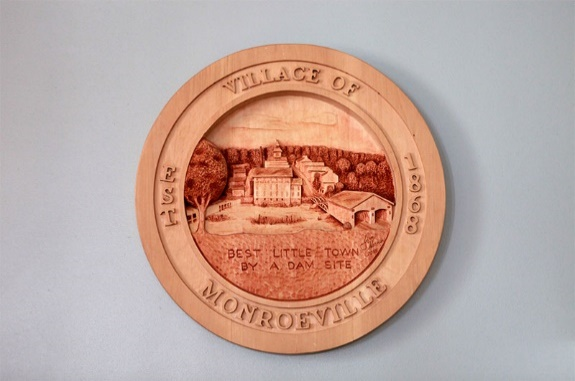 VILLAGE OF
EST
1868
BEST LITTLE TOWN
BY A DAM SITE
MONROEVILLE